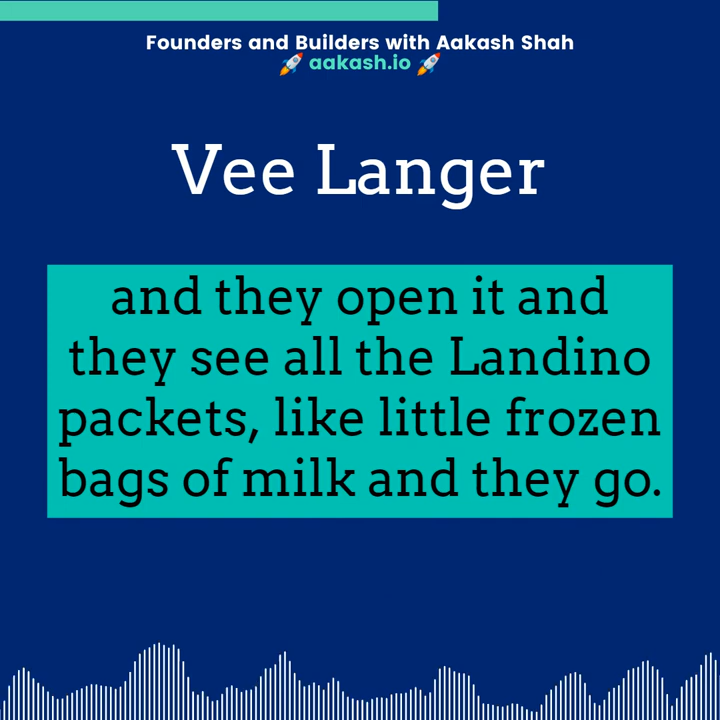 Founders and Builders with Aakash Shah
🚀 aakash.io 🚀
Vee Langer
and they open it and
they see all the Landino
packets, like little frozen
bags of milk and they go.